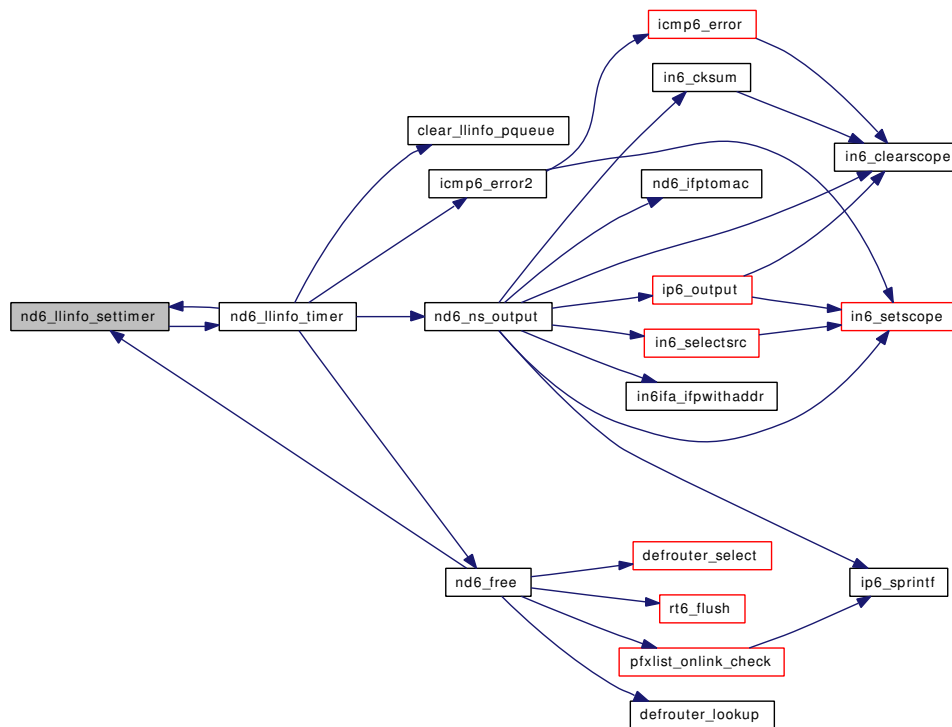 icmp6_error
in6_cksum
clear_llinfo_pqueue
in6_clearscope
icmp6_error2
nd6_ifptomac
ip6_output
nd6_llinfo_settimer
nd6_llinfo_timer
nd6_ns_output
in6_setscope
in6_selectsrc
in6ifa_ifpwithaddr
defrouter_select
nd6_free
ip6_sprintf
rt6_flush
pfxlist_onlink_check
defrouter_lookup